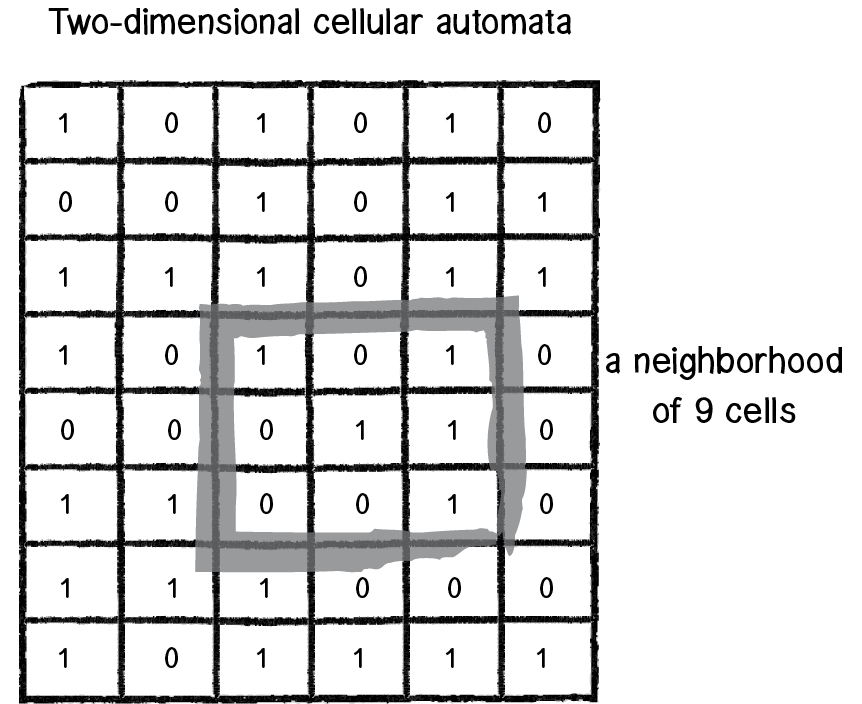 Two-dimensional cellular automata
1 0 1 0 1 0
0 0 1 0 1 1
1 1 1 0 1 1
1 0 1 0 1 0
a neighborhood
of 9 cells
0 0 0 1 1 0
1 1 0 0 1 0
1 1 1 0 0 0
1 0 1 1 1 1